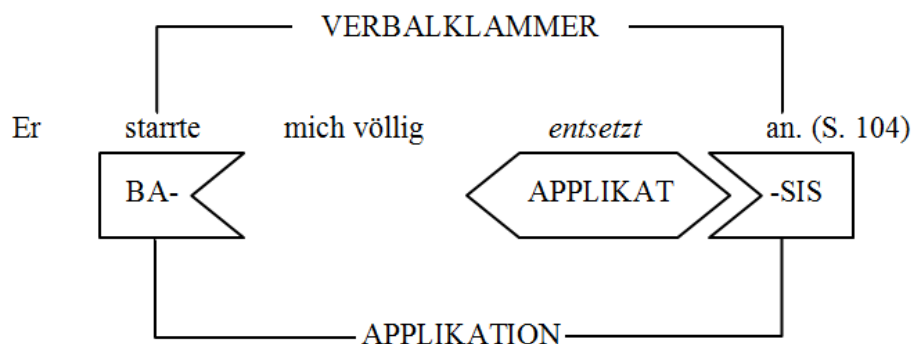 VERBALKLAMMER
Er starrte mich völlig entsetzt an. (S. 104)
BA- APPLIKAT -SIS
APPLIKATION